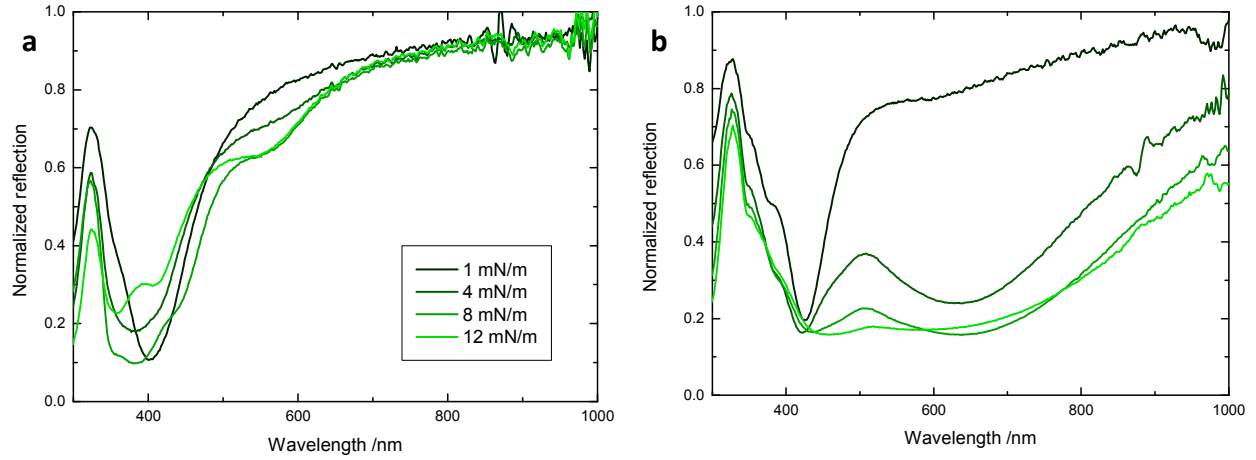 a
1.0
0.8
0.6
0.4
0.2
0.0
Normalized reflection
400
600
800
1000
Wavelength /nm
1 mN/m
4 mN/m
8 mN/m
12 mN/m
b
1.0
0.8
0.6
0.4
0.2
0.0
Normalized reflection
400
600
800
1000
Wavelength /nm